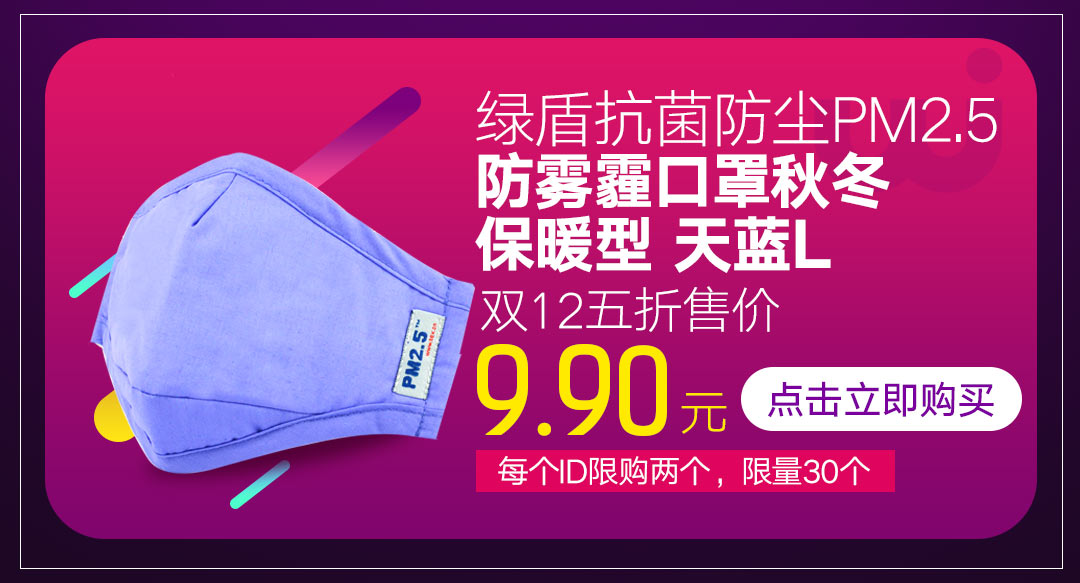 绿盾抗菌防尘PM2.5
防雾霾口罩秋冬
保暖型 天蓝L
双12五折售价
9.90元
点击立即购买
每个ID限购两个，限量30个
PM2.5™